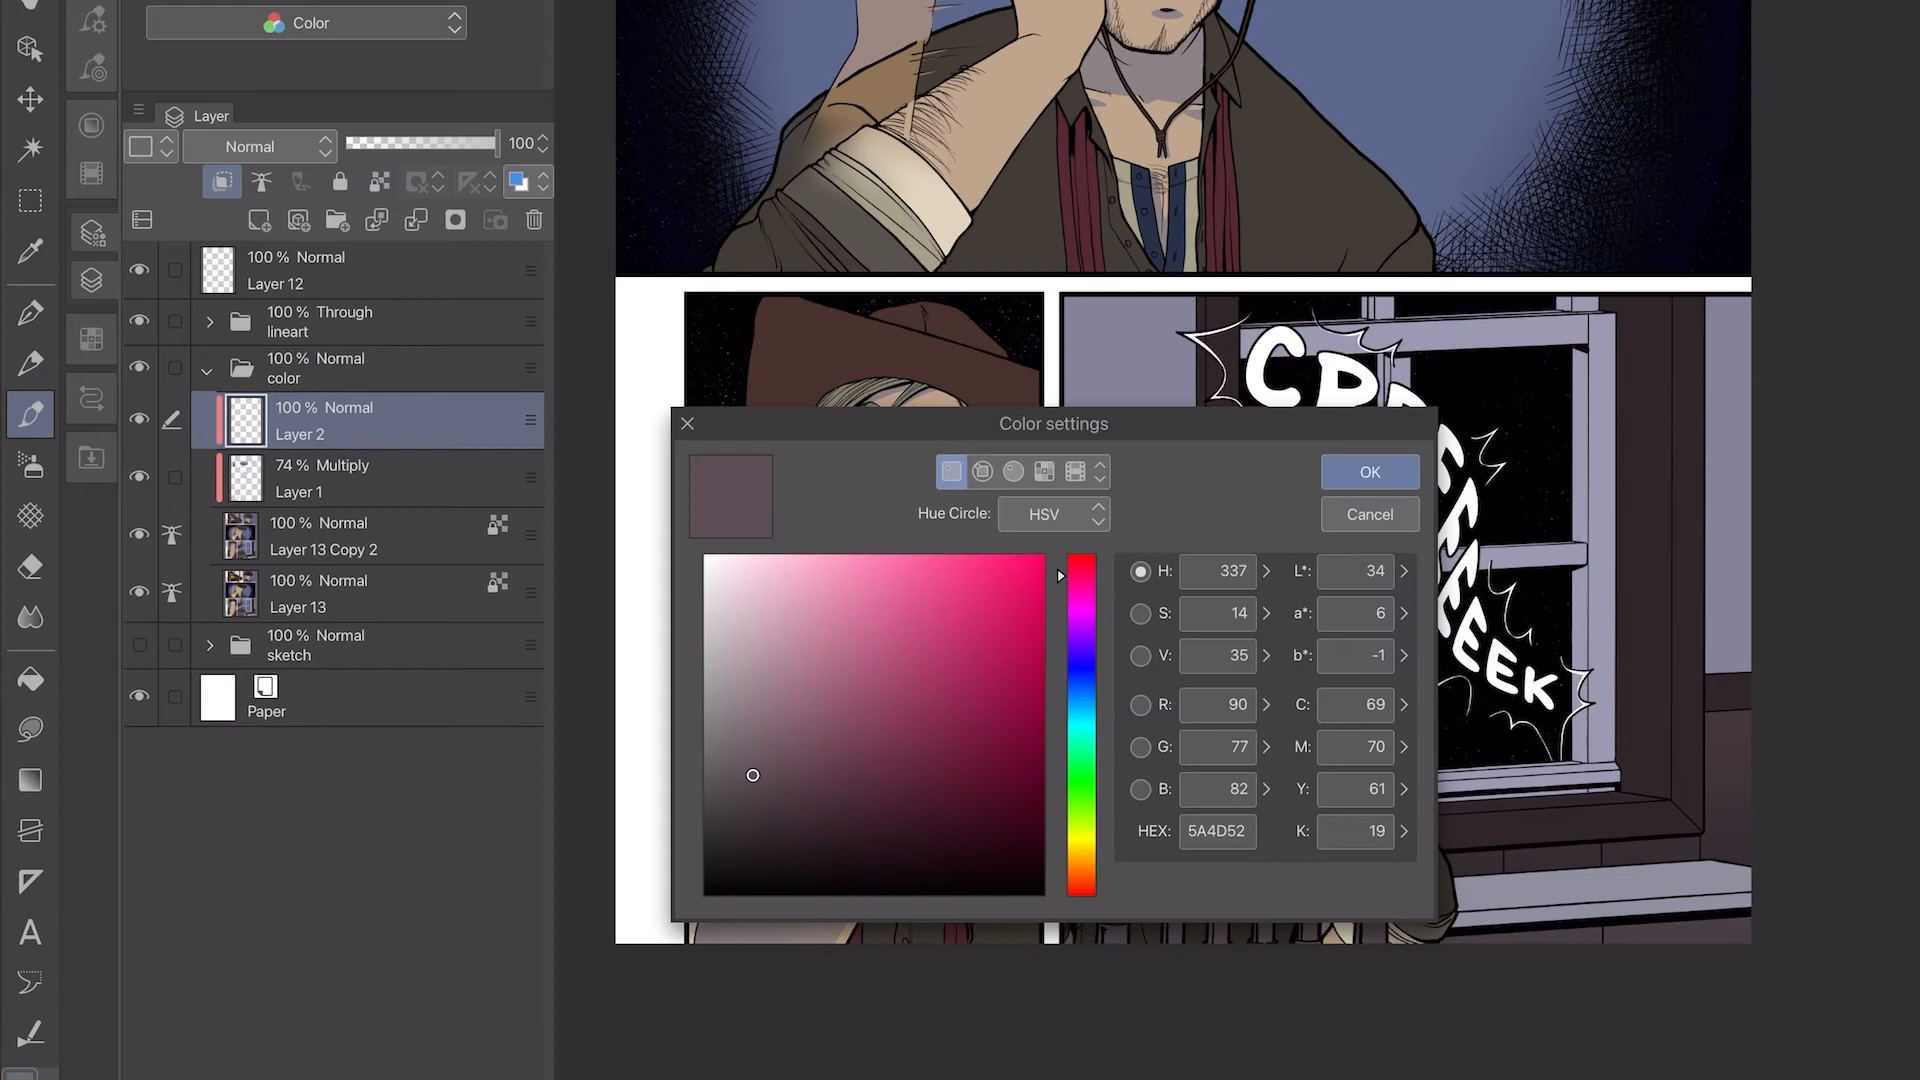 Color
Layer
Normal
100
100 % Normal
Layer 12
100 % Through
lineart
100 % Normal
color
100 % Normal
Layer 2
74 % Multiply
Layer 1
100 % Normal
Layer 13 Copy 2
100 % Normal
Layer 13
100 % Normal
sketch
Paper
Color settings
OK
Hue Circle: HSV
Cancel
H: 337 L*: 34
S: 14 a*: 6
V: 35 b*: -1
R: 90 C: 69
G: 77 M: 70
B: 82 Y: 61
HEX: 5A4D52 K: 19